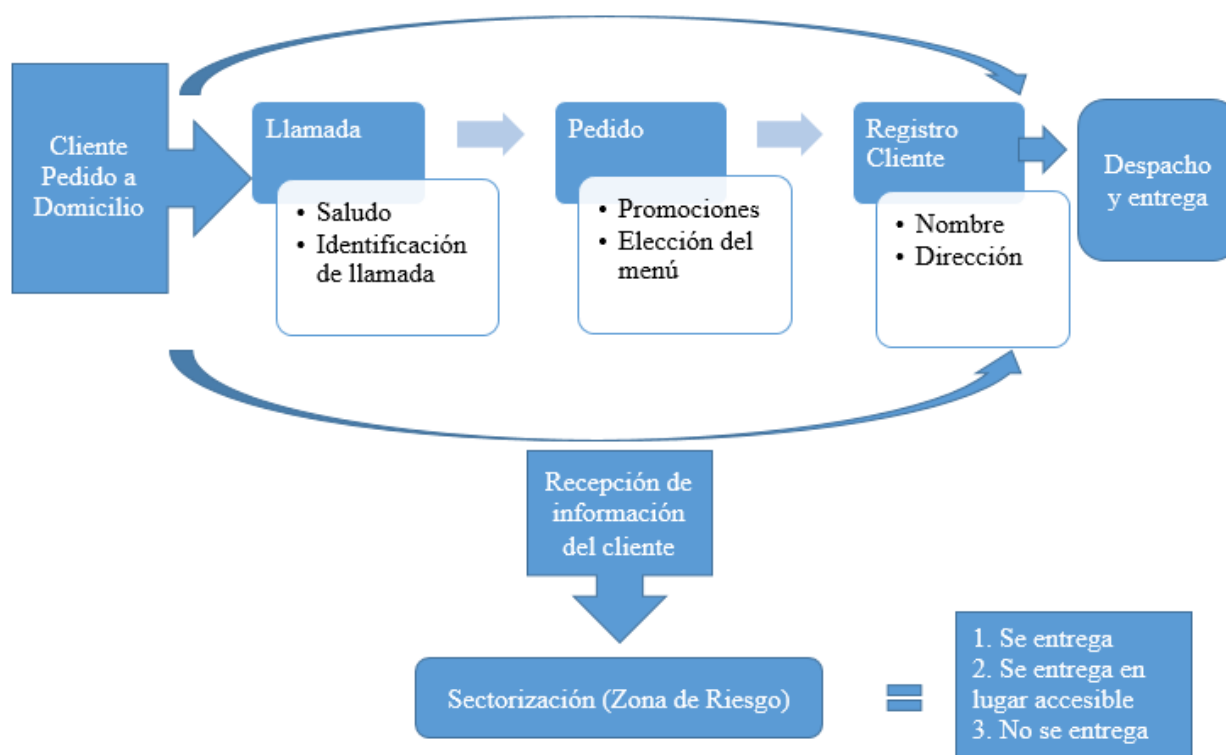 Cliente
Pedido a
Domicilio
Llamada
• Saludo
• Identificación
de llamada
Pedido
• Promociones
• Elección del
menú
Registro
Cliente
• Nombre
• Dirección
Despacho
y entrega
Recepción de
información
del cliente
Sectorización (Zona de Riesgo)
=
1. Se entrega
2. Se entrega en
lugar accesible
3. No se entrega